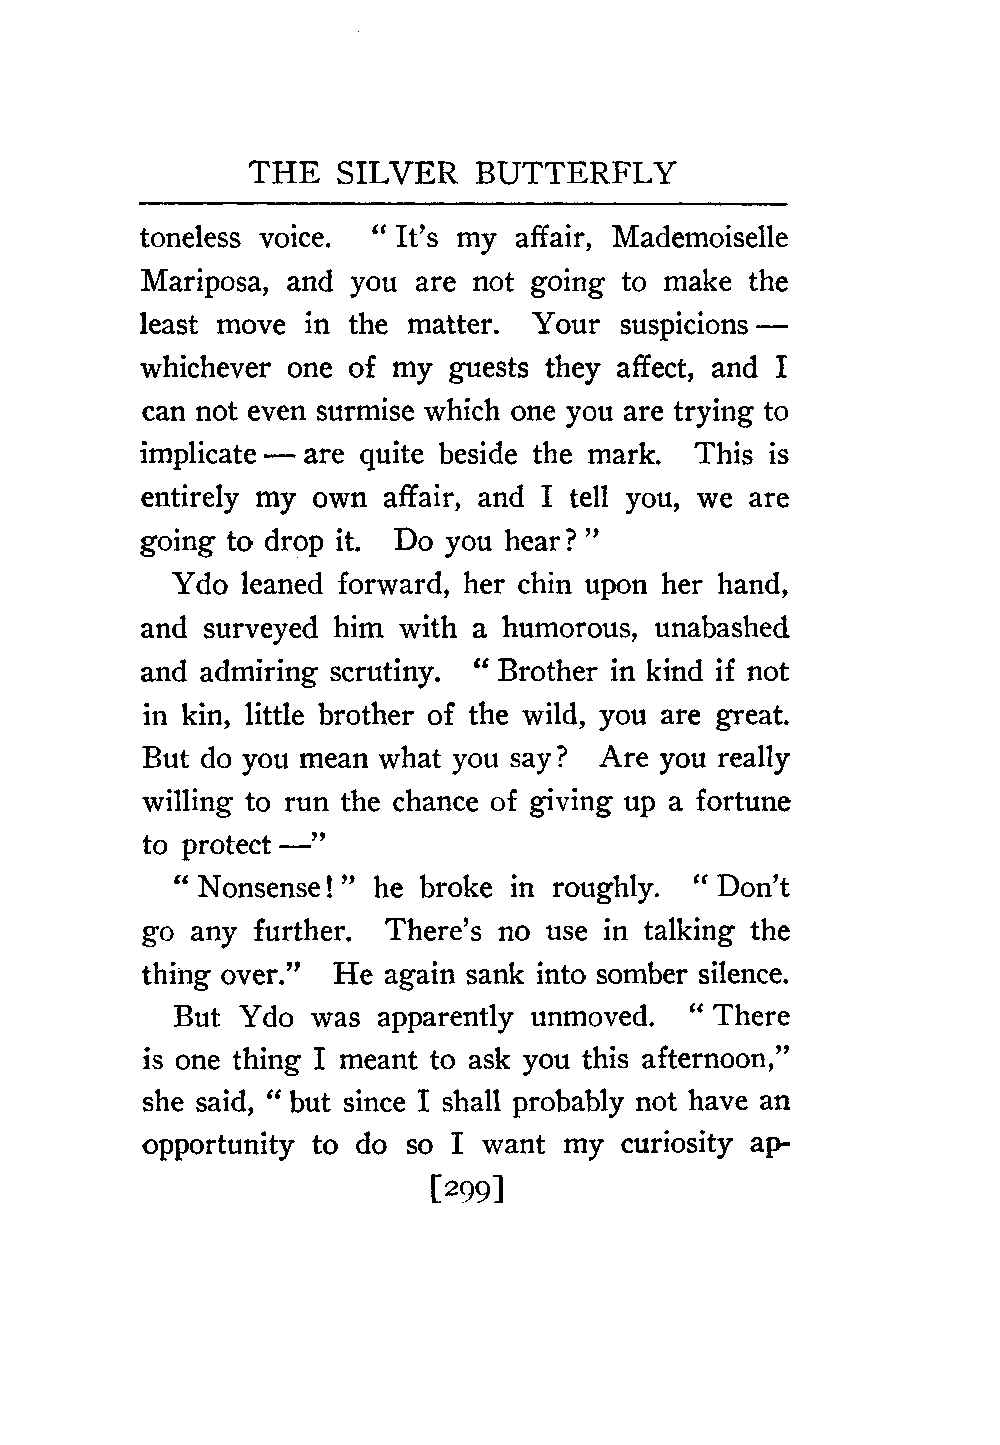 THE SILVER BUTTERFLY
toneless voice. “ It’s my affair, Mademoiselle
Mariposa, and you are not going to make the
least move in the matter. Your suspicions —
whichever one of my guests they affect, and I
can not even surmise which one you are trying to
implicate — are quite beside the mark. This is
entirely my own affair, and I tell you, we are
going to drop it. Do you hear? ”
Ydo leaned forward, her chin upon her hand,
and surveyed him with a humorous, unabashed
and admiring scrutiny. “ Brother in kind if not
in kin, little brother of the wild, you are great.
But do you mean what you say? Are you really
willing to run the chance of giving up a fortune
to protect —”
“ Nonsense! ” he broke in roughly. “ Don’t
go any further. There’s no use in talking the
thing over.” He again sank into somber silence.
But Ydo was apparently unmoved. “ There
is one thing I meant to ask you this afternoon,”
she said, “ but since I shall probably not have an
opportunity to do so I want my curiosity ap-
[299]